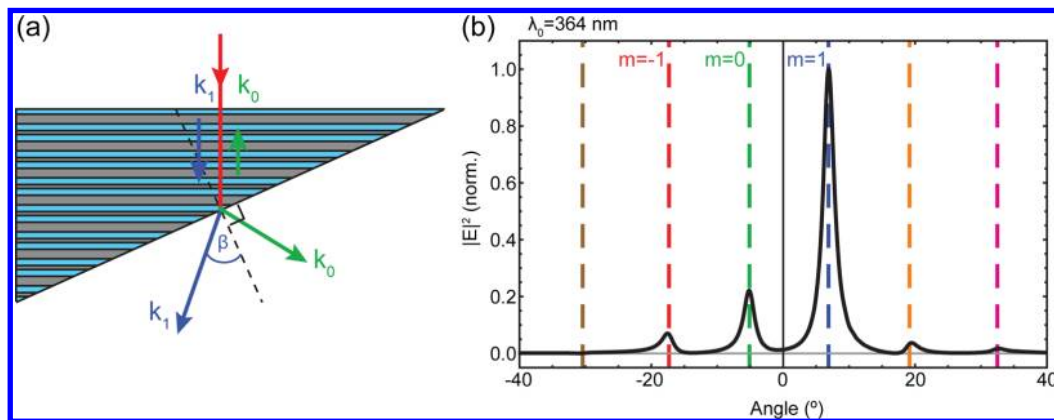 (a)
k₁
k₀
β
k₀
k₁
(b)
λ₀=364 nm
m=-1
m=0
m=1
1.0
0.8
0.6
0.4
0.2
0.0
|E|² (norm.)
-40
-20
0
20
40
Angle (º)